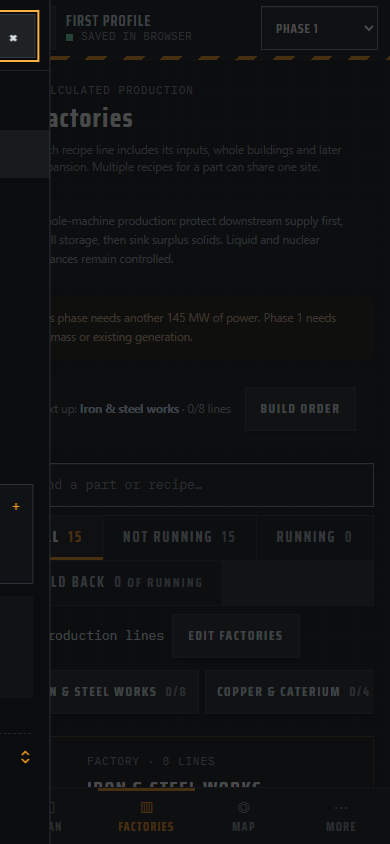 FIRST PROFILE
SAVED IN BROWSER
PHASE 1
LCULATED PRODUCTION
actories
ch recipe line includes its inputs, whole buildings and later
pansion. Multiple recipes for a part can share one site.
ole-machine production: protect downstream supply first,
ll storage, then sink surplus solids. Liquid and nuclear
ances remain controlled.
s phase needs another 145 MW of power. Phase 1 needs
mass or existing generation.
xt up: Iron & steel works · 0/8 lines
BUILD ORDER
nd a part or recipe…
L 15
NOT RUNNING 15
RUNNING 0
LD BACK 0 OF RUNNING
roduction lines
EDIT FACTORIES
N & STEEL WORKS 0/8
COPPER & CATERIUM 0/4
+
FACTORY · 8 LINES
IRON & STEEL WORKS
AN
FACTORIES
MAP
MORE